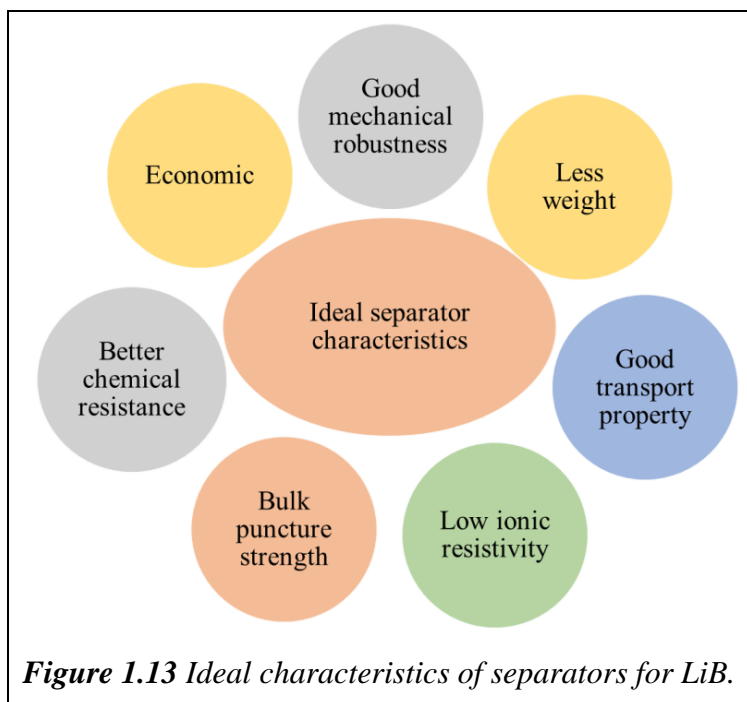 Good
mechanical
robustness
Economic
Less
weight
Ideal separator
characteristics
Better
chemical
resistance
Good
transport
property
Bulk
puncture
strength
Low ionic
resistivity
Figure 1.13 Ideal characteristics of separators for LiB.